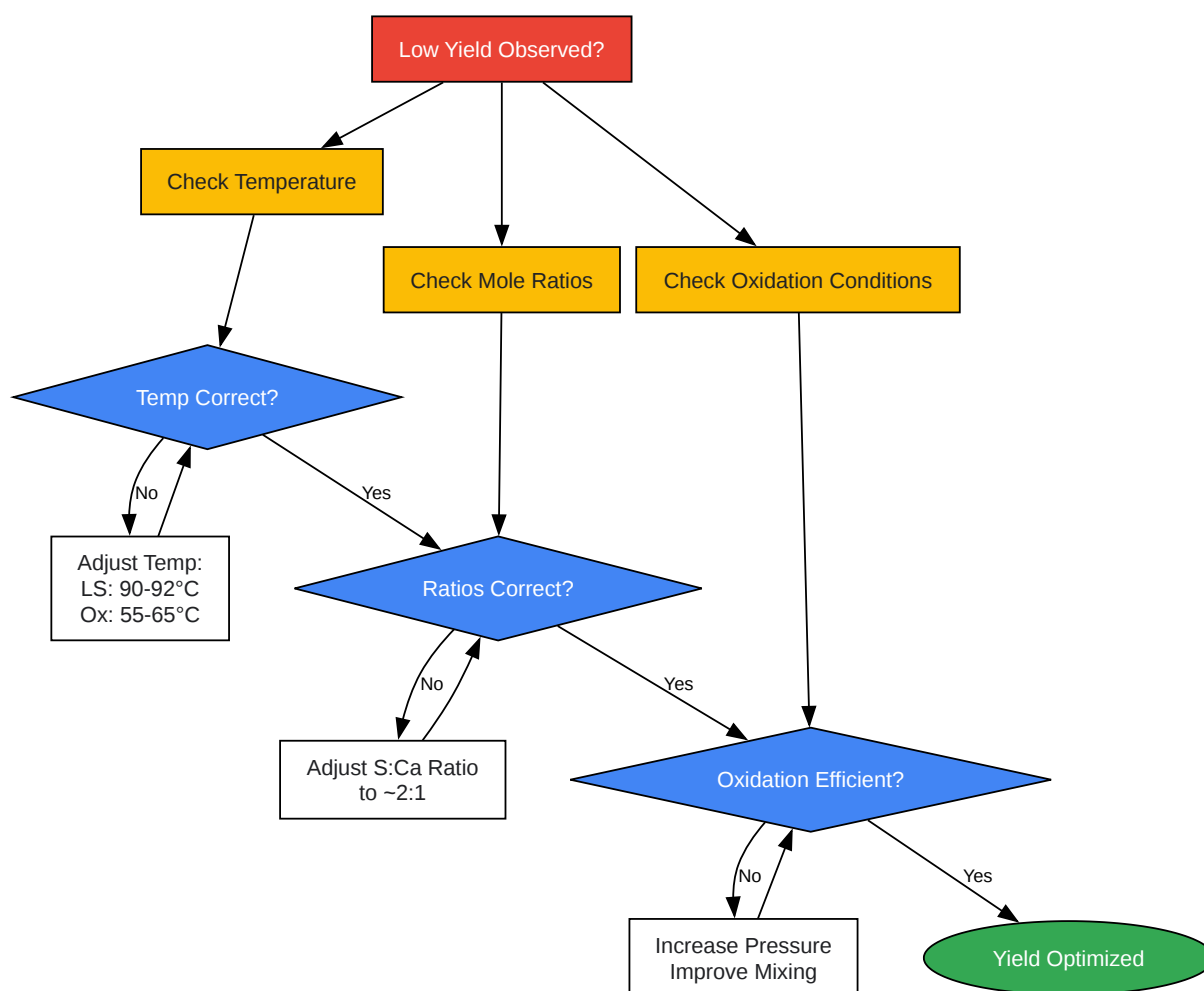 Low Yield Observed?
Check Temperature
Check Mole Ratios
Check Oxidation Conditions
Temp Correct?
No
Yes
Adjust Temp:
LS: 90-92°C
Ox: 55-65°C
Ratios Correct?
No
Yes
Adjust S:Ca Ratio
to ~2:1
Oxidation Efficient?
No
Yes
Increase Pressure
Improve Mixing
Yield Optimized